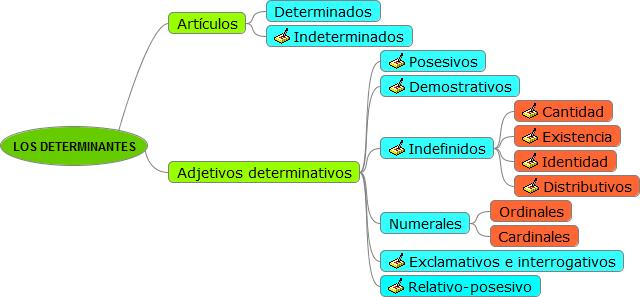 LOS DETERMINANTES
Artículos
Determinados
Indeterminados
Adjetivos determinativos
Posesivos
Demostrativos
Indefinidos
Cantidad
Existencia
Identidad
Distributivos
Numerales
Ordinales
Cardinales
Exclamativos e interrogativos
Relativo-posesivo